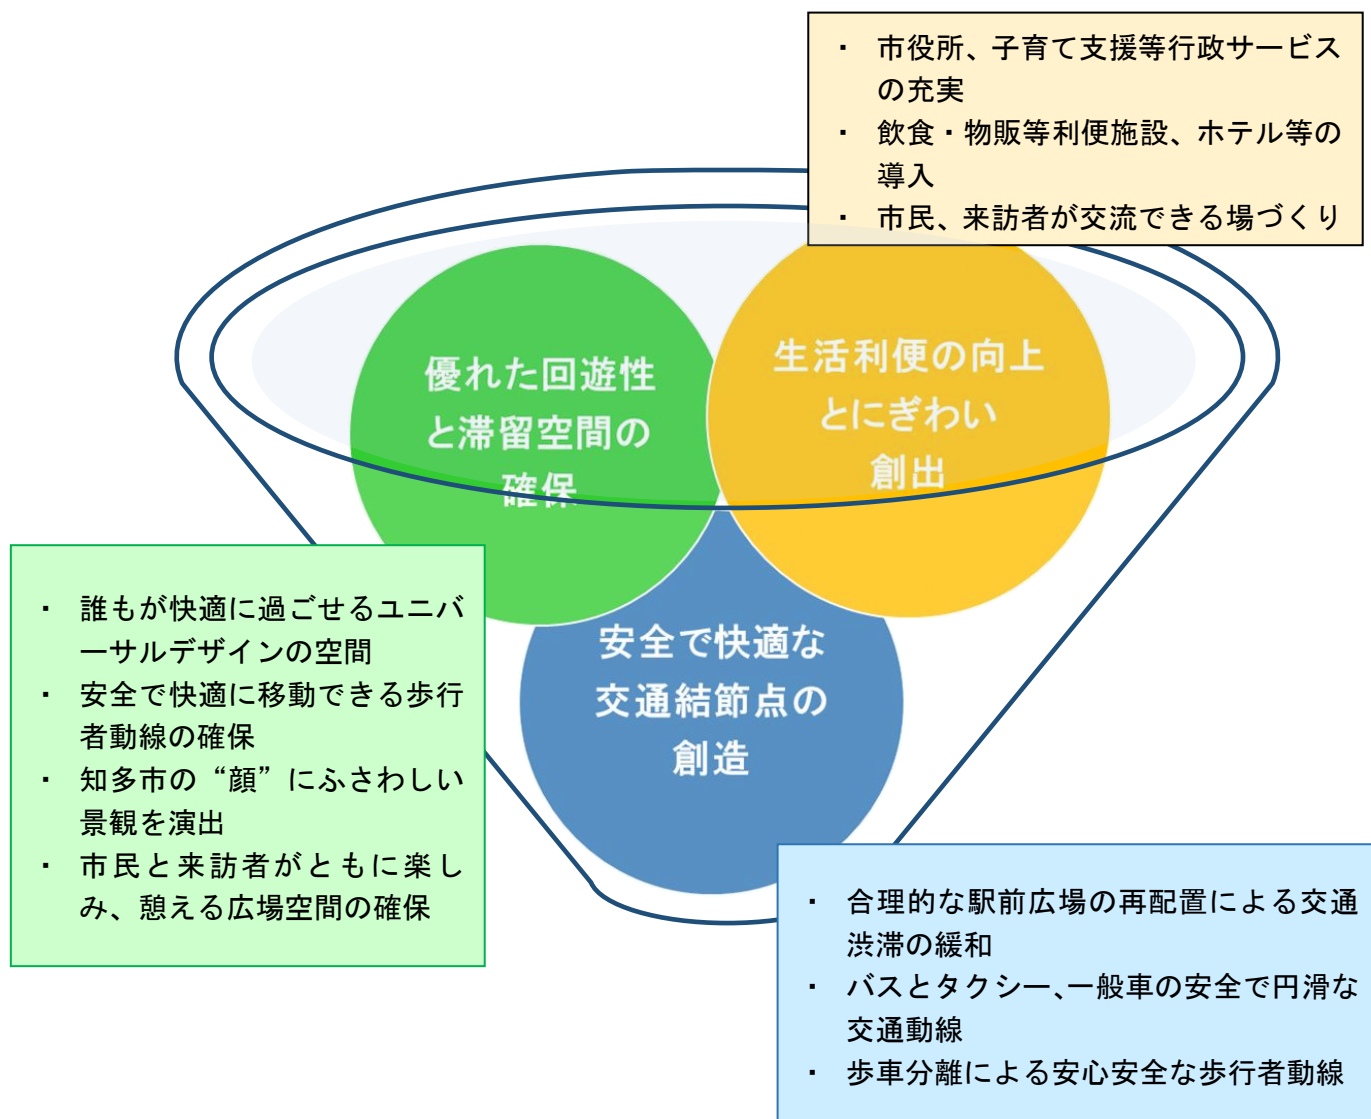 ・ 市役所、子育て支援等行政サービス
の充実
・ 飲食・物販等利便施設、ホテル等の
導入
・ 市民、来訪者が交流できる場づくり
優れた回遊性
と滞留空間の
確保
生活利便の向上
とにぎわい
創出
安全で快適な
交通結節点の
創造
・ 誰もが快適に過ごせるユニバ
ーサルデザインの空間
・ 安全で快適に移動できる歩行
者動線の確保
・ 知多市の“顔”にふさわしい
景観を演出
・ 市民と来訪者がともに楽し
み、憩える広場空間の確保
・ 合理的な駅前広場の再配置による交通
渋滞の緩和
・ バスとタクシー、一般車の安全で円滑な
交通動線
・ 歩車分離による安心安全な歩行者動線